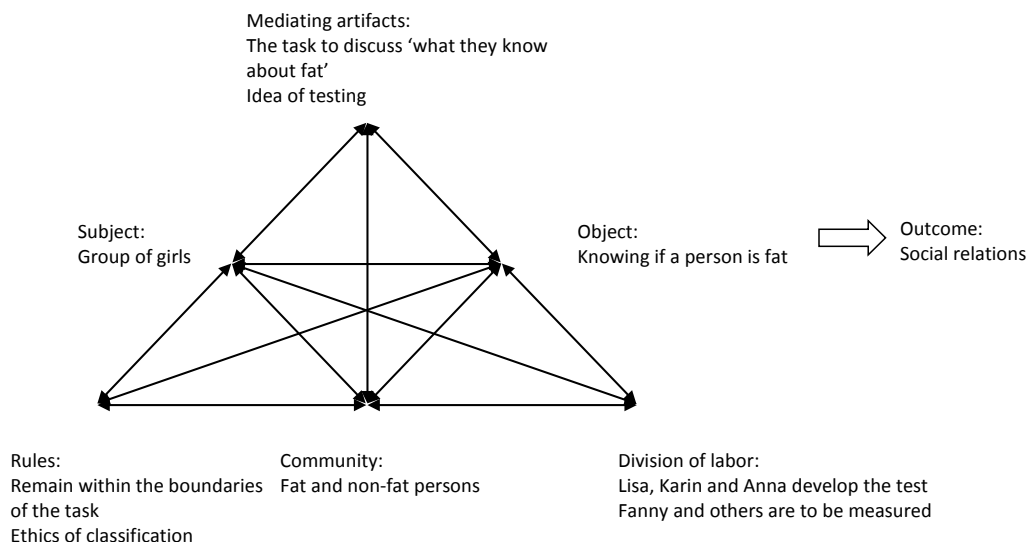 Mediating artifacts:
The task to discuss ‘what they know
about fat’
Idea of testing
Subject:
Group of girls
Object:
Knowing if a person is fat
Outcome:
Social relations
Rules:
Remain within the boundaries
of the task
Ethics of classification
Community:
Fat and non-fat persons
Division of labor:
Lisa, Karin and Anna develop the test
Fanny and others are to be measured